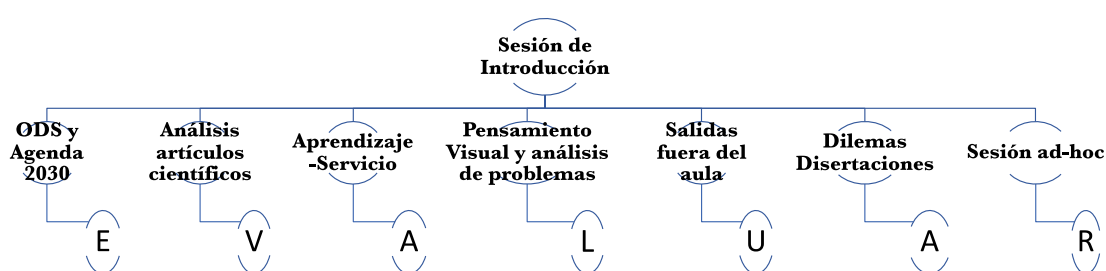 Sesión de
Introducción
ODS y
Agenda
2030
Análisis
artículos
científicos
Aprendizaje
-Servicio
Pensamiento
Visual y análisis
de problemas
Salidas
fuera del
aula
Dilemas
Disertaciones
Sesión ad-hoc
E
V
A
L
U
A
R